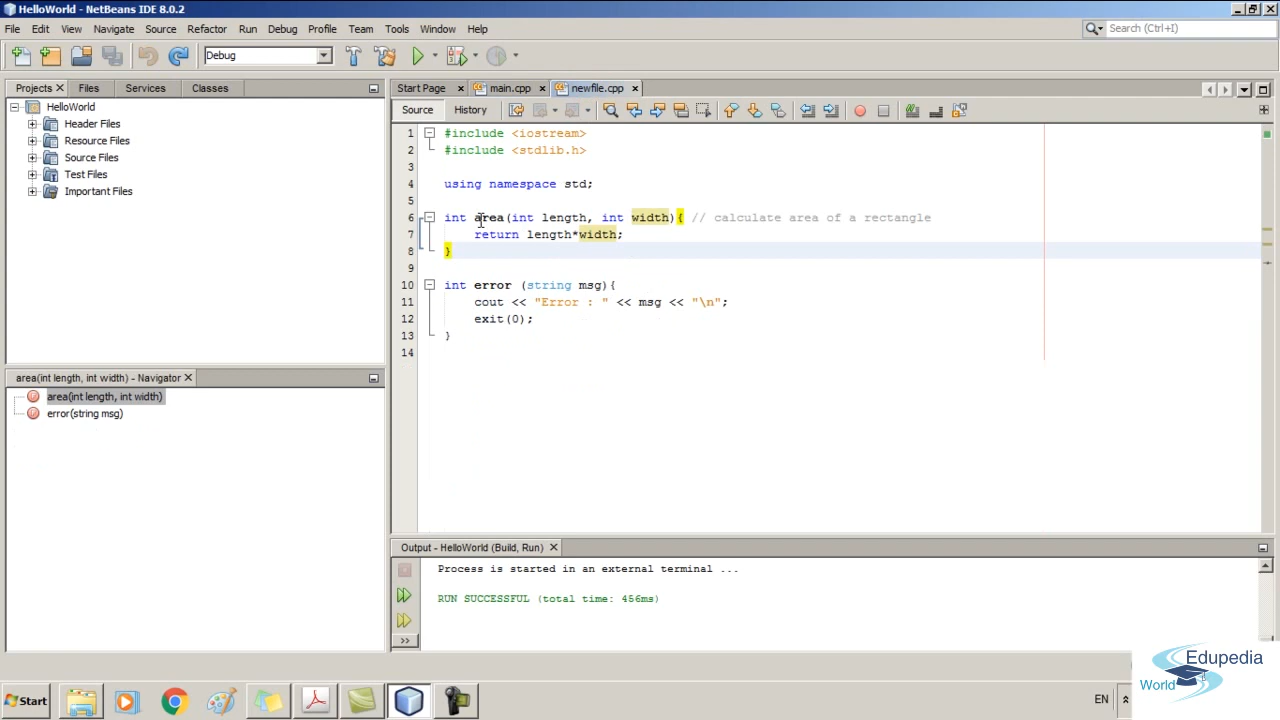 HelloWorld - NetBeans IDE 8.0.2
File Edit View Navigate Source Refactor Run Debug Profile Team Tools Window Help
Search (Ctrl+I)
Debug
Projects Files Services Classes
HelloWorld
Header Files
Resource Files
Source Files
Test Files
Important Files
area(int length, int width) - Navigator
area(int length, int width)
error(string msg)
Start Page main.cpp newfile.cpp
Source History
1 #include <iostream>
2 #include <stdlib.h>
3
4 using namespace std;
5
6 int area(int length, int width){ // calculate area of a rectangle
7 return length*width;
8 }
9
10 int error (string msg){
11 cout << "Error : " << msg << "\n";
12 exit(0);
13 }
14
Output - HelloWorld (Build, Run)
Process is started in an external terminal ...
RUN SUCCESSFUL (total time: 456ms)
>>
Edupedia
World
Start
EN